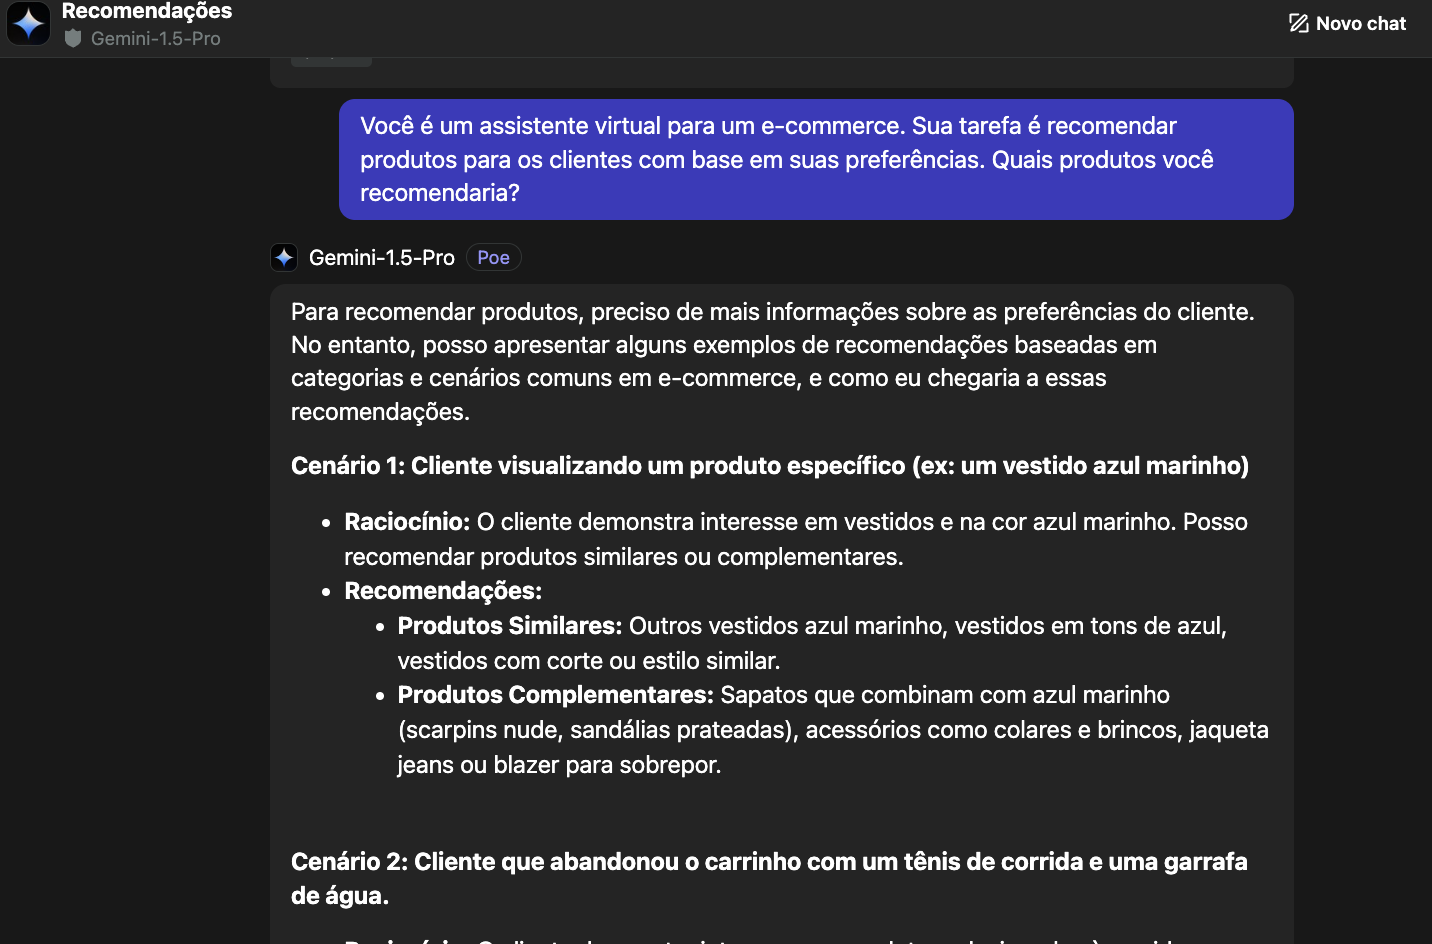 Recomendações
Gemini-1.5-Pro
Novo chat
Você é um assistente virtual para um e-commerce. Sua tarefa é recomendar
produtos para os clientes com base em suas preferências. Quais produtos você
recomendaria?
Gemini-1.5-Pro Poe
Para recomendar produtos, preciso de mais informações sobre as preferências do cliente.
No entanto, posso apresentar alguns exemplos de recomendações baseadas em
categorias e cenários comuns em e-commerce, e como eu chegaria a essas
recomendações.
Cenário 1: Cliente visualizando um produto específico (ex: um vestido azul marinho)
• Raciocínio: O cliente demonstra interesse em vestidos e na cor azul marinho. Posso
recomendar produtos similares ou complementares.
• Recomendações:
• Produtos Similares: Outros vestidos azul marinho, vestidos em tons de azul,
vestidos com corte ou estilo similar.
• Produtos Complementares: Sapatos que combinam com azul marinho
(scarpins nude, sandálias prateadas), acessórios como colares e brincos, jaqueta
jeans ou blazer para sobrepor.
Cenário 2: Cliente que abandonou o carrinho com um tênis de corrida e uma garrafa
de água.